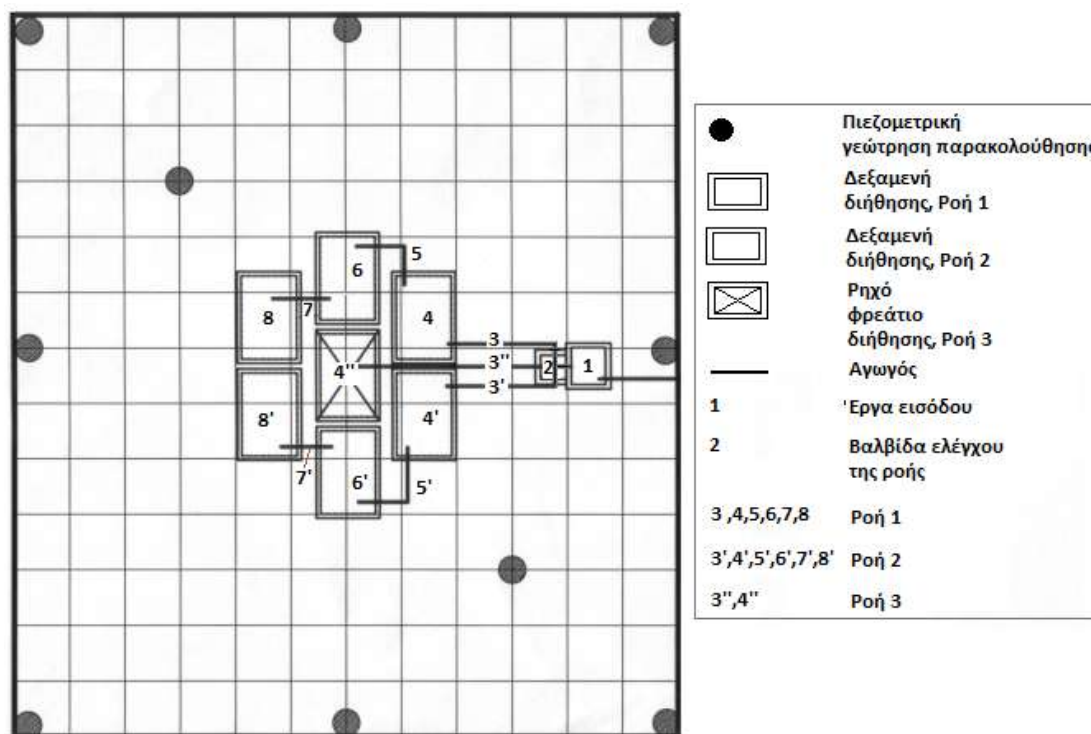 5
6
8
7
4
3
3''
2
1
4''
3'
8'
4'
7'
6'
5'
Πιεζομετρική
γεώτρηση παρακολούθησης
Δεξαμενή
διήθησης, Ροή 1
Δεξαμενή
διήθησης, Ροή 2
Ρηχό
φρεάτιο
διήθησης, Ροή 3
Αγωγός
1 'Εργα εισόδου
2 Βαλβίδα ελέγχου
της ροής
3 ,4,5,6,7,8 Ροή 1
3',4',5',6',7',8' Ροή 2
3'',4'' Ροή 3